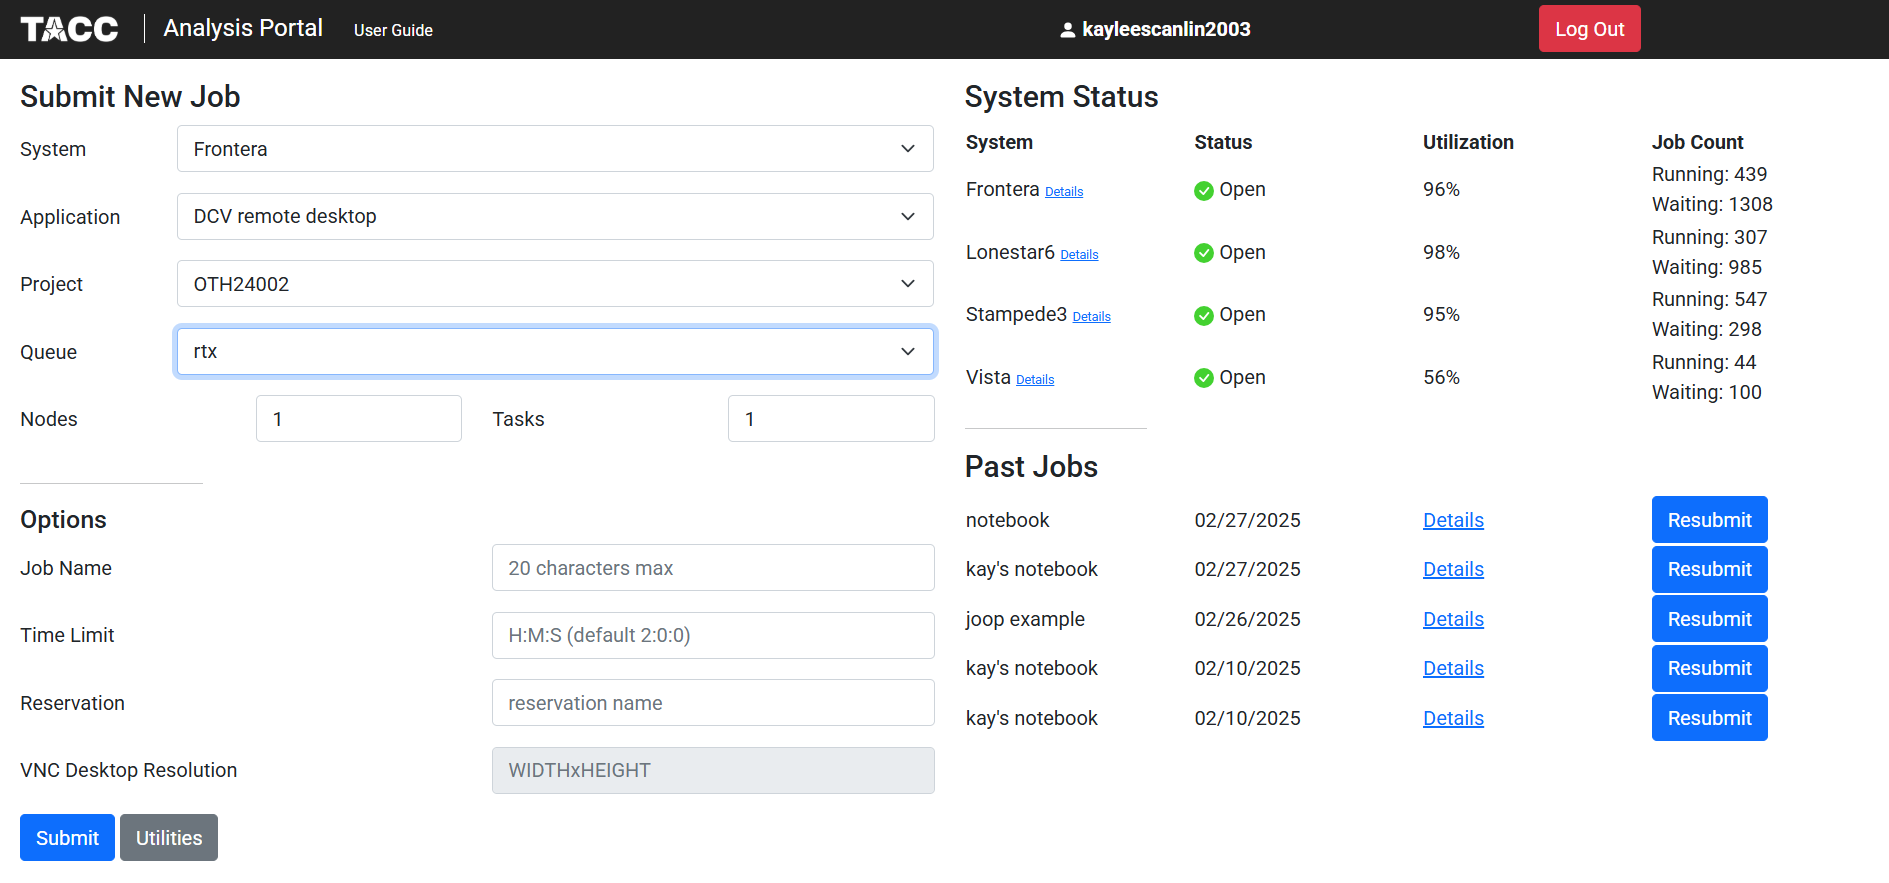 TACC Analysis Portal User Guide kayleescanlin2003 Log Out
Submit New Job
System Frontera
Application DCV remote desktop
Project OTH24002
Queue rtx
Nodes 1 Tasks 1
Options
Job Name 20 characters max
Time Limit H:M:S (default 2:0:0)
Reservation reservation name
VNC Desktop Resolution WIDTHxHEIGHT
Submit Utilities
System Status
System Status Utilization Job Count
Frontera Details Open 96% Running: 439
Waiting: 1308
Lonestar6 Details Open 98% Running: 307
Waiting: 985
Stampede3 Details Open 95% Running: 547
Waiting: 298
Vista Details Open 56% Running: 44
Waiting: 100
Past Jobs
notebook 02/27/2025 Details Resubmit
kay's notebook 02/27/2025 Details Resubmit
joop example 02/26/2025 Details Resubmit
kay's notebook 02/10/2025 Details Resubmit
kay's notebook 02/10/2025 Details Resubmit